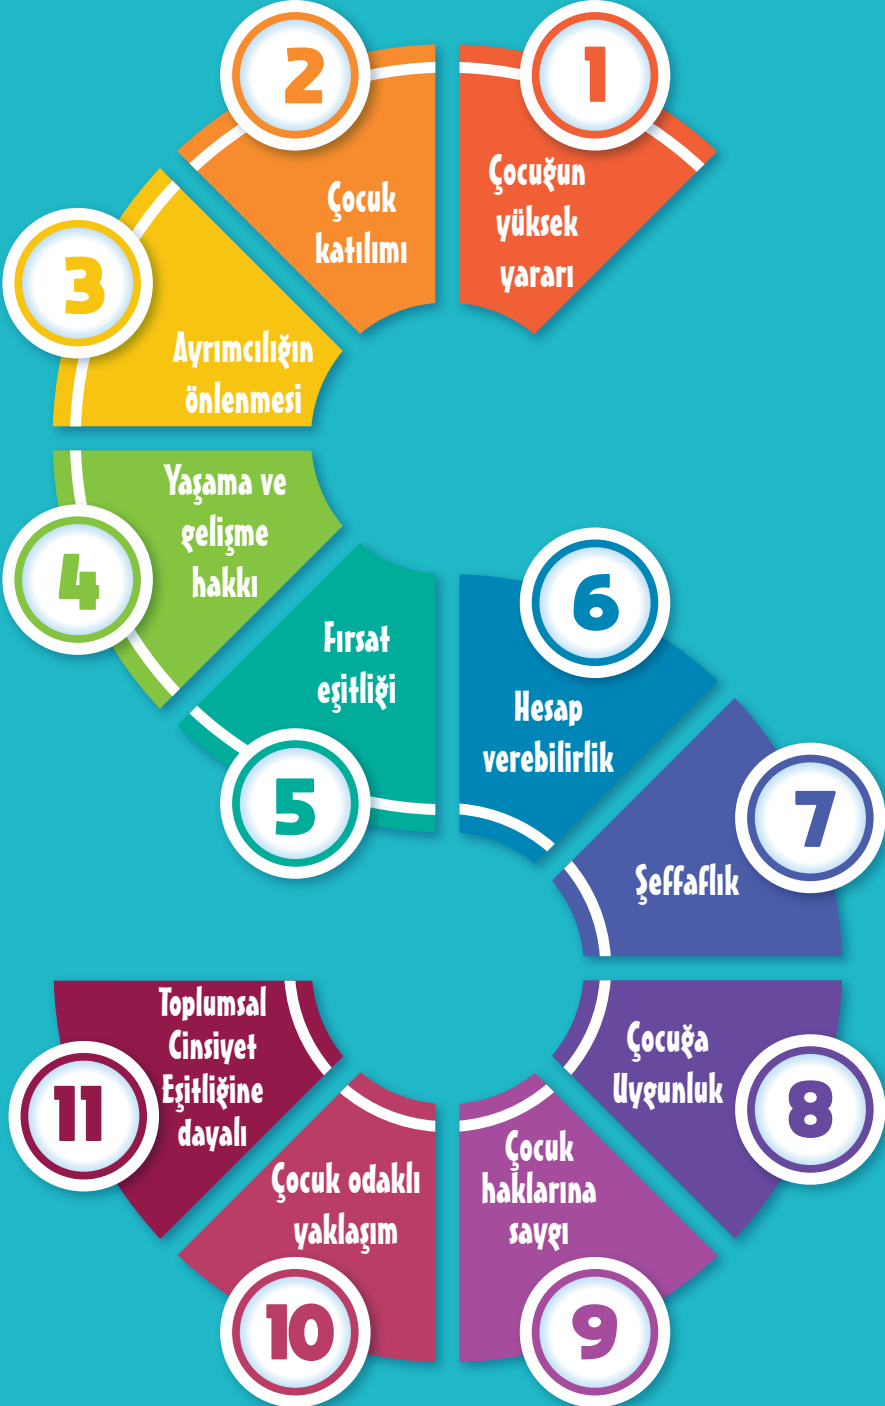 1
Çocuğun
yüksek
yararı
2
Çocuk
katılımı
3
Ayrımcılığın
önlenmesi
4
Yaşama ve
gelişme
hakkı
5
Fırsat
eşitliği
6
Hesap
verebilirlik
7
Şeffaflık
8
Çocuğa
Uygunluk
9
Çocuk
haklarına
saygı
10
Çocuk odaklı
yaklaşım
11
Toplumsal
Cinsiyet
Eşitliğine
dayalı